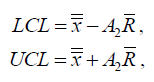 LCL = x̿ − A₂R̅ ,
UCL = x̿ + A₂R̅ ,